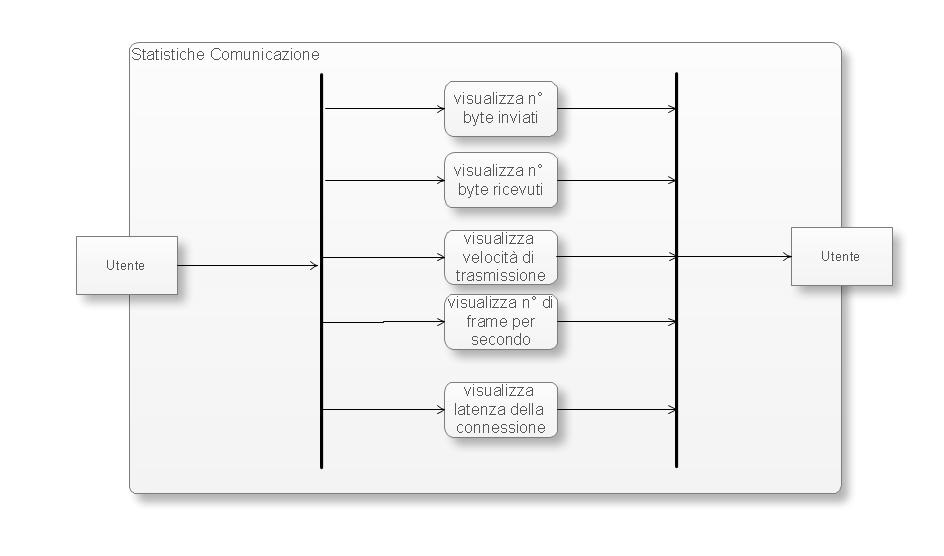 Statistiche Comunicazione
visualizza n°
byte inviati
visualizza n°
byte ricevuti
Utente
visualizza
velocità di
trasmissione
Utente
visualizza n° di
frame per
secondo
visualizza
latenza della
connessione